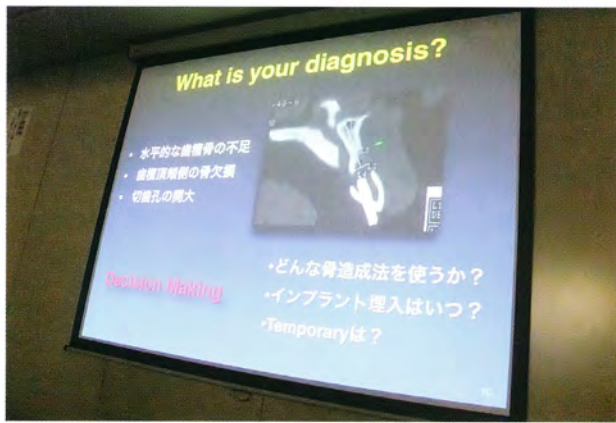 What is your diagnosis?
• 水平的な歯槽骨の不足
• 歯槽頂側の骨欠損
• 切歯孔の開大
Decision Making
•どんな骨造成法を使うか？
•インプラント埋入はいつ？
•Temporaryは？